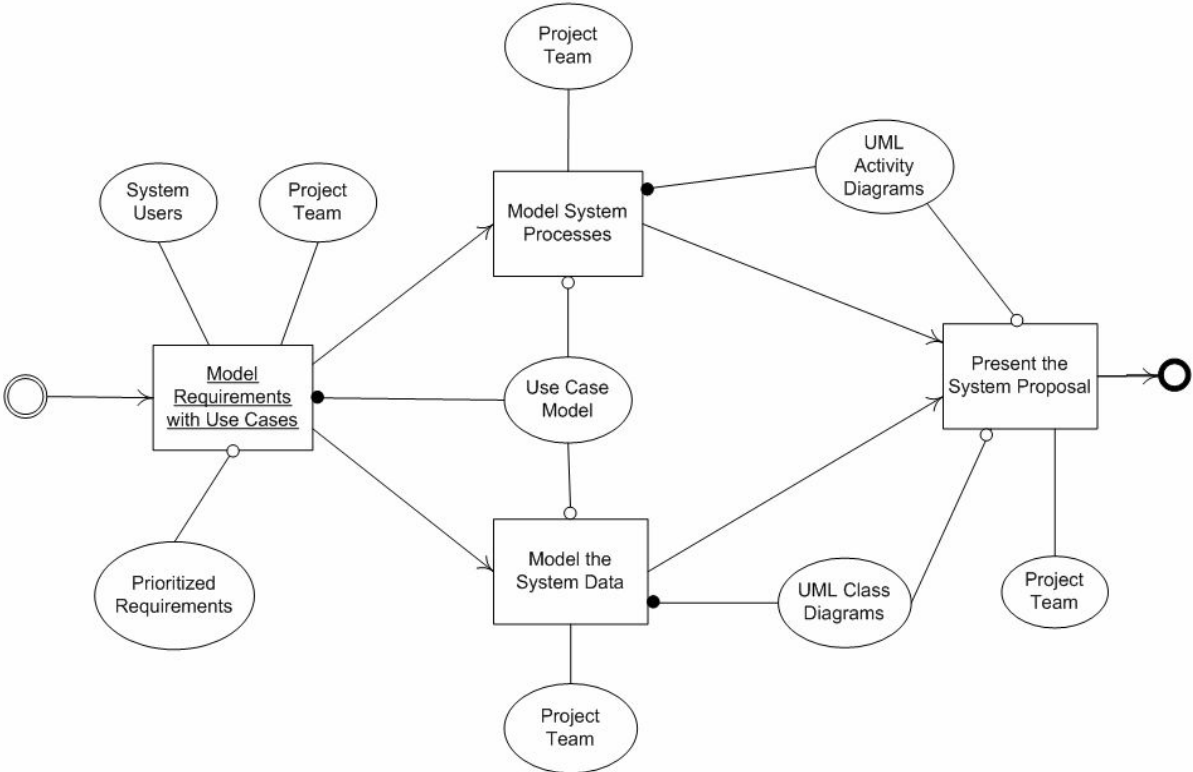 Project
Team
UML
Activity
Diagrams
System
Users
Project
Team
Model System
Processes
Model
Requirements
with Use Cases
Use Case
Model
Present the
System Proposal
Prioritized
Requirements
Model the
System Data
UML Class
Diagrams
Project
Team
Project
Team